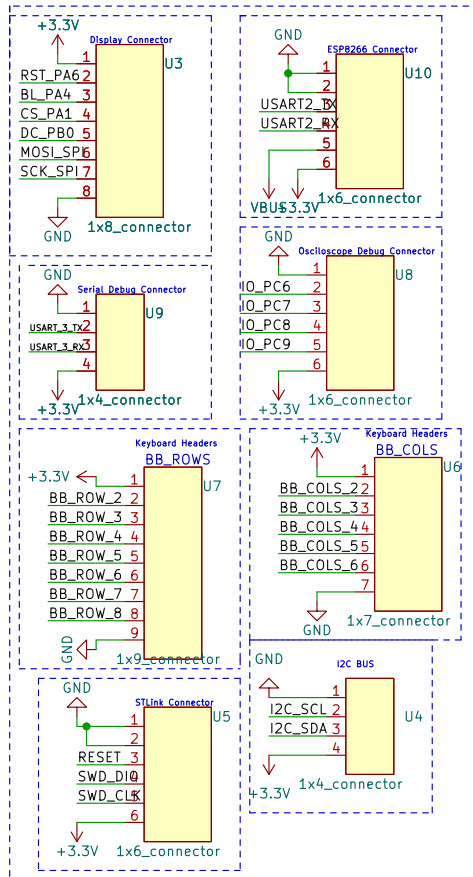 Display Connector
+3.3V
U3
1
RST_PA6 2
BL_PA4 3
CS_PA1 4
DC_PB0 5
MOSI_SPI 6
SCK_SPI 7
8
GND
1x8_connector
ESP8266 Connector
GND
U10
1
2
USART2_TX 3
USART2_RX 4
5
6
VBUS
+3.3V
1x6_connector
Serial Debug Connector
GND
U9
1
USART_3_TX 2
USART_3_RX 3
4
+3.3V
1x4_connector
Osciloscope Debug Connector
GND
U8
1
IO_PC6 2
IO_PC7 3
IO_PC8 4
IO_PC9 5
6
+3.3V
1x6_connector
Keyboard Headers
BB_ROWS
+3.3V
U7
1
BB_ROW_2 2
BB_ROW_3 3
BB_ROW_4 4
BB_ROW_5 5
BB_ROW_6 6
BB_ROW_7 7
BB_ROW_8 8
9
GND
1x9_connector
Keyboard Headers
BB_COLS
+3.3V
U6
1
BB_COLS_2 2
BB_COLS_3 3
BB_COLS_4 4
BB_COLS_5 5
BB_COLS_6 6
7
GND
1x7_connector
STLink Connector
GND
U5
1
2
RESET 3
SWD_DIO 4
SWD_CLK 5
6
+3.3V
1x6_connector
I2C BUS
GND
U4
1
I2C_SCL 2
I2C_SDA 3
4
+3.3V
1x4_connector